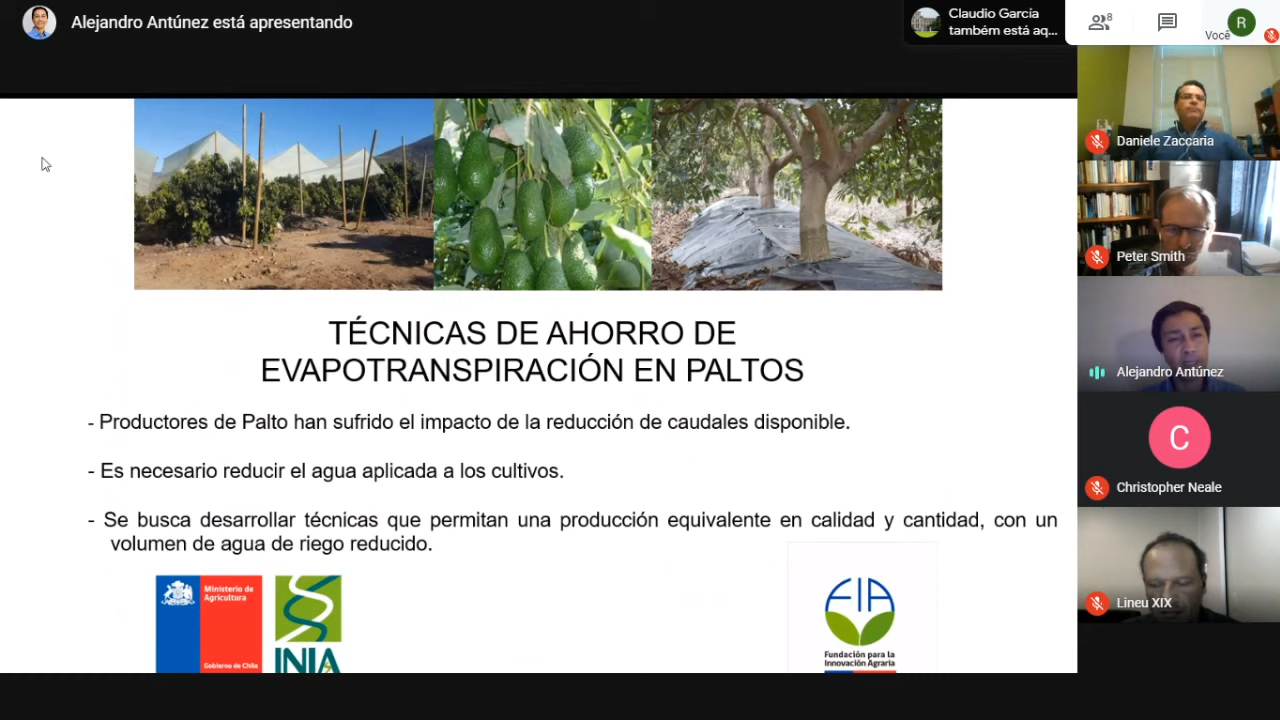 Alejandro Antúnez está apresentando
Claudio García
também está aq...
8
Você
R
Daniele Zaccaria
Peter Smith
Alejandro Antúnez
C
Christopher Neale
Lineu XIX
TÉCNICAS DE AHORRO DE
EVAPOTRANSPIRACIÓN EN PALTOS
- Productores de Palto han sufrido el impacto de la reducción de caudales disponible.
- Es necesario reducir el agua aplicada a los cultivos.
- Se busca desarrollar técnicas que permitan una producción equivalente en calidad y cantidad, con un
volumen de agua de riego reducido.
Ministerio de
Agricultura
Gobierno de Chile
INIA
FIA
Fundación para la
Innovación Agraria